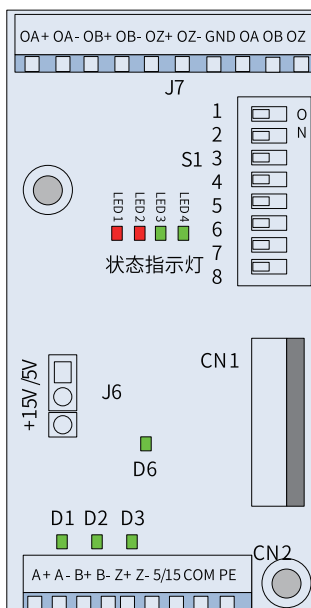 OA+ OA- OB+ OB- OZ+ OZ- GND OA OB OZ
J7
1
2
S1 3
4
5
6
7
8
O
N
LED1 LED2 LED3 LED4
状态指示灯
CN1
+15V /5V
J6
D6
D1 D2 D3
CN2
A+ A- B+ B- Z+ Z- 5/15 COM PE